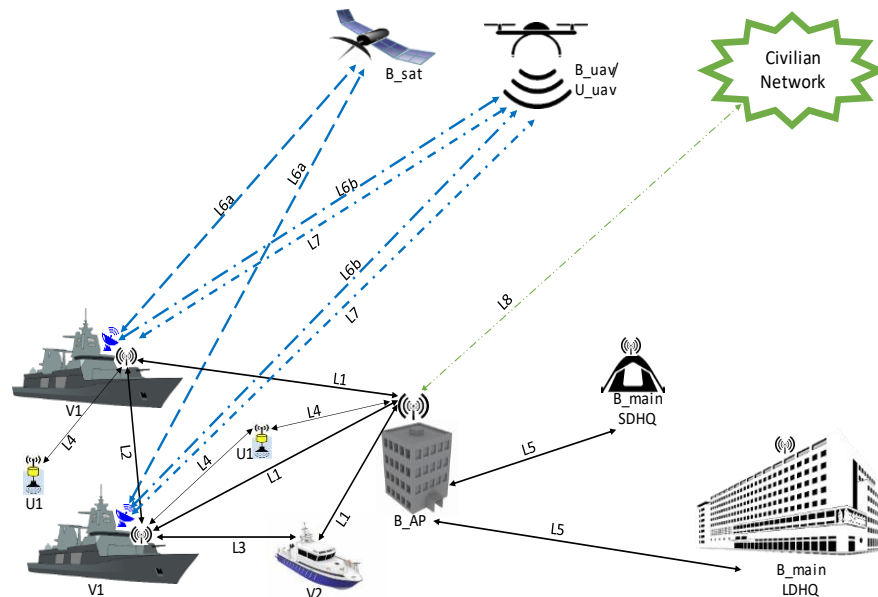 B_sat
B_uav/
U_uav
Civilian
Network
L6a
L6a
L6b
L7
L6b
L7
L8
V1
L1
L4
L2
U1
L4
U1
L4
L1
L1
B_main
SDHQ
L5
B_AP
L5
L3
V1
V2
B_main
LDHQ